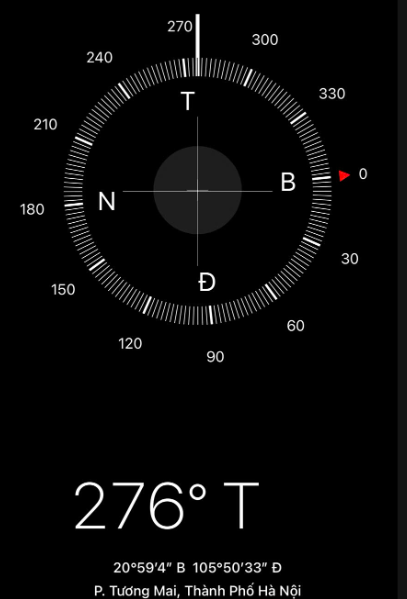 270
300
240
330
T
210
0
B
180
N
30
Đ
150
60
120
90
276° T
20°59’4” B 105°50’33” Đ
P. Tương Mai, Thành Phố Hà Nội